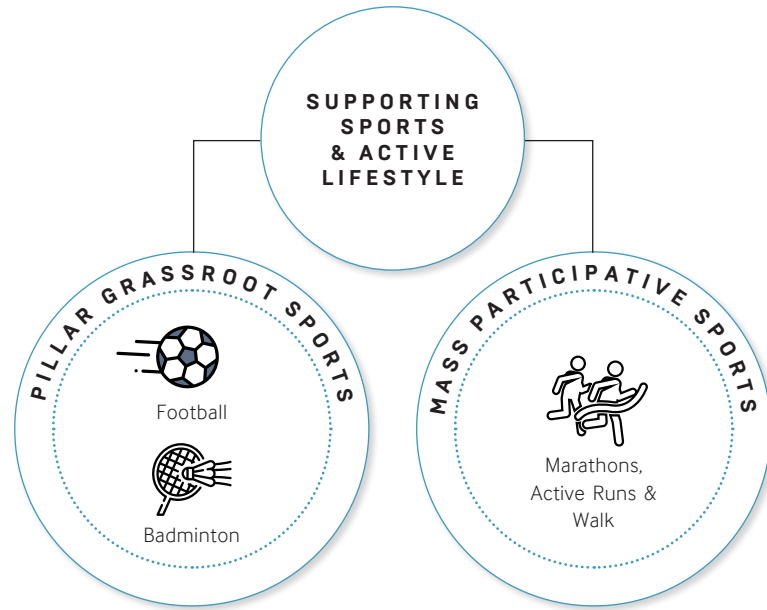 SUPPORTING
SPORTS
& ACTIVE
LIFESTYLE
PILLAR GRASSROOT SPORTS
Football
Badminton
MASS PARTICIPATIVE SPORTS
Marathons,
Active Runs &
Walk